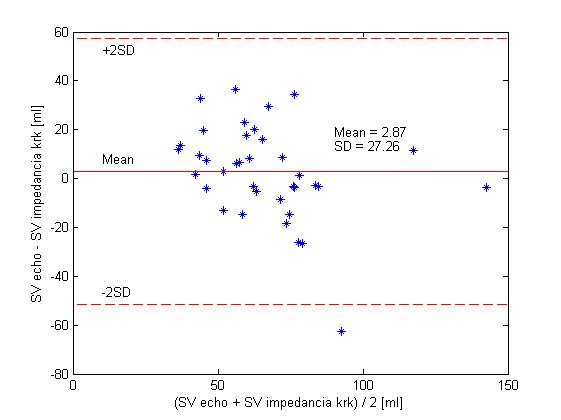 60
+2SD
40
20
Mean = 2.87
SD = 27.26
Mean
0
-20
-40
-2SD
-60
-80
0
50
100
150
SV echo - SV impedancia krk [ml]
(SV echo + SV impedancia krk) / 2 [ml]